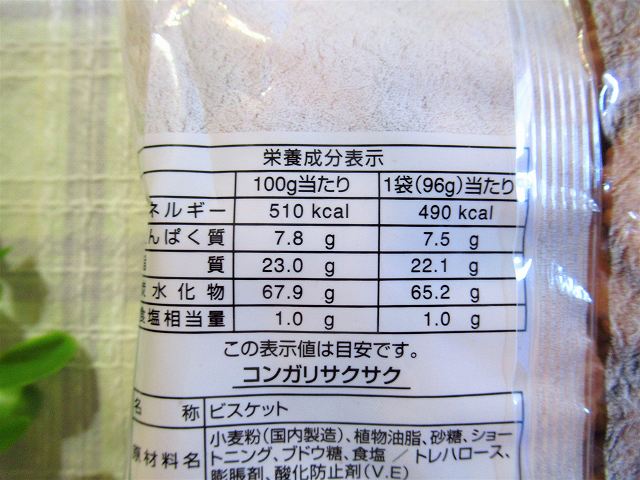 栄養成分表示
100g当たり 1袋(96g)当たり
ネルギー 510 kcal 490 kcal
んぱく質 7.8 g 7.5 g
質 23.0 g 22.1 g
水化物 67.9 g 65.2 g
塩相当量 1.0 g 1.0 g
この表示値は目安です。
コンガリサクサク
名 称 ビスケット
原材料名 小麦粉(国内製造)、植物油脂、砂糖、ショー
トニング、ブドウ糖、食塩 / トレハロース、
膨脹剤、酸化防止剤(V.E)